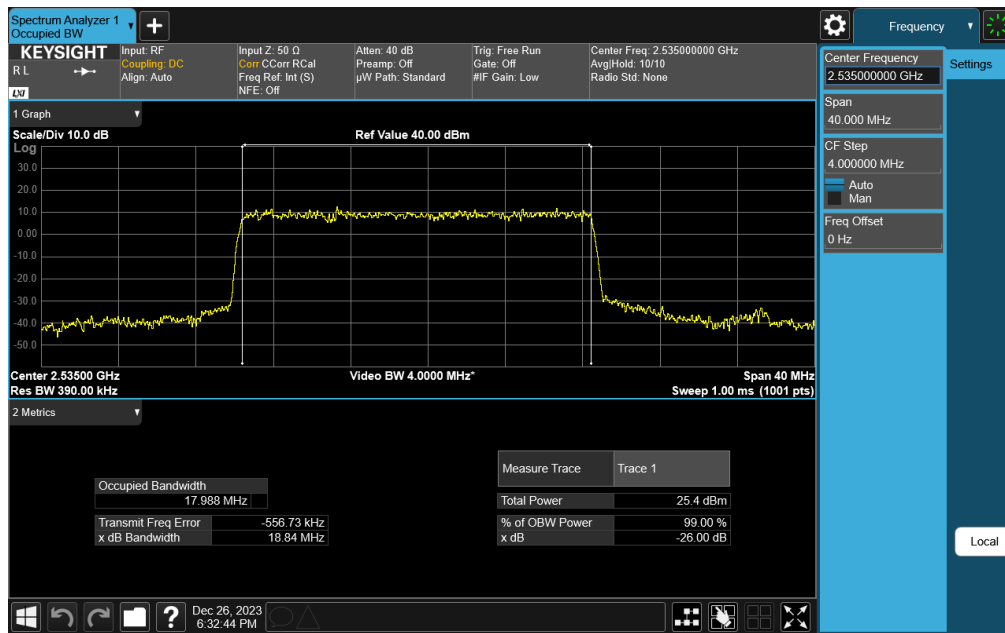 Spectrum Analyzer 1
Occupied BW
Frequency
KEYSIGHT
R L
LXI
Input: RF
Coupling: DC
Align: Auto
Input Z: 50 Ω
Corr CCorr RCal
Freq Ref: Int (S)
NFE: Off
Atten: 40 dB
Preamp: Off
µW Path: Standard
Trig: Free Run
Gate: Off
#IF Gain: Low
Center Freq: 2.535000000 GHz
Avg|Hold: 10/10
Radio Std: None
Center Frequency
2.535000000 GHz
Settings
Span
40.000 MHz
CF Step
4.000000 MHz
Auto
Man
Freq Offset
0 Hz
Local
1 Graph
Scale/Div 10.0 dB
Ref Value 40.00 dBm
Log
30.0
20.0
10.0
0.00
-10.0
-20.0
-30.0
-40.0
-50.0
Center 2.53500 GHz
Video BW 4.0000 MHz*
Span 40 MHz
Res BW 390.00 kHz
Sweep 1.00 ms (1001 pts)
2 Metrics
Measure Trace Trace 1
Occupied Bandwidth
17.988 MHz
Total Power 25.4 dBm
Transmit Freq Error -556.73 kHz
% of OBW Power 99.00 %
x dB Bandwidth 18.84 MHz
x dB -26.00 dB
?
Dec 26, 2023
6:32:44 PM